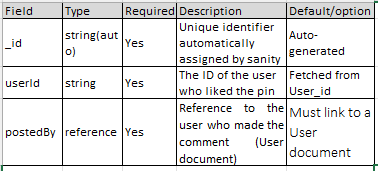 Field Type Required Description Default/option
_id string(auto) Yes Unique identifier automatically assigned by sanity Auto-generated
userId string Yes The ID of the user who liked the pin Fetched from User_id
postedBy reference Yes Reference to the user who made the comment (User document) Must link to a User document